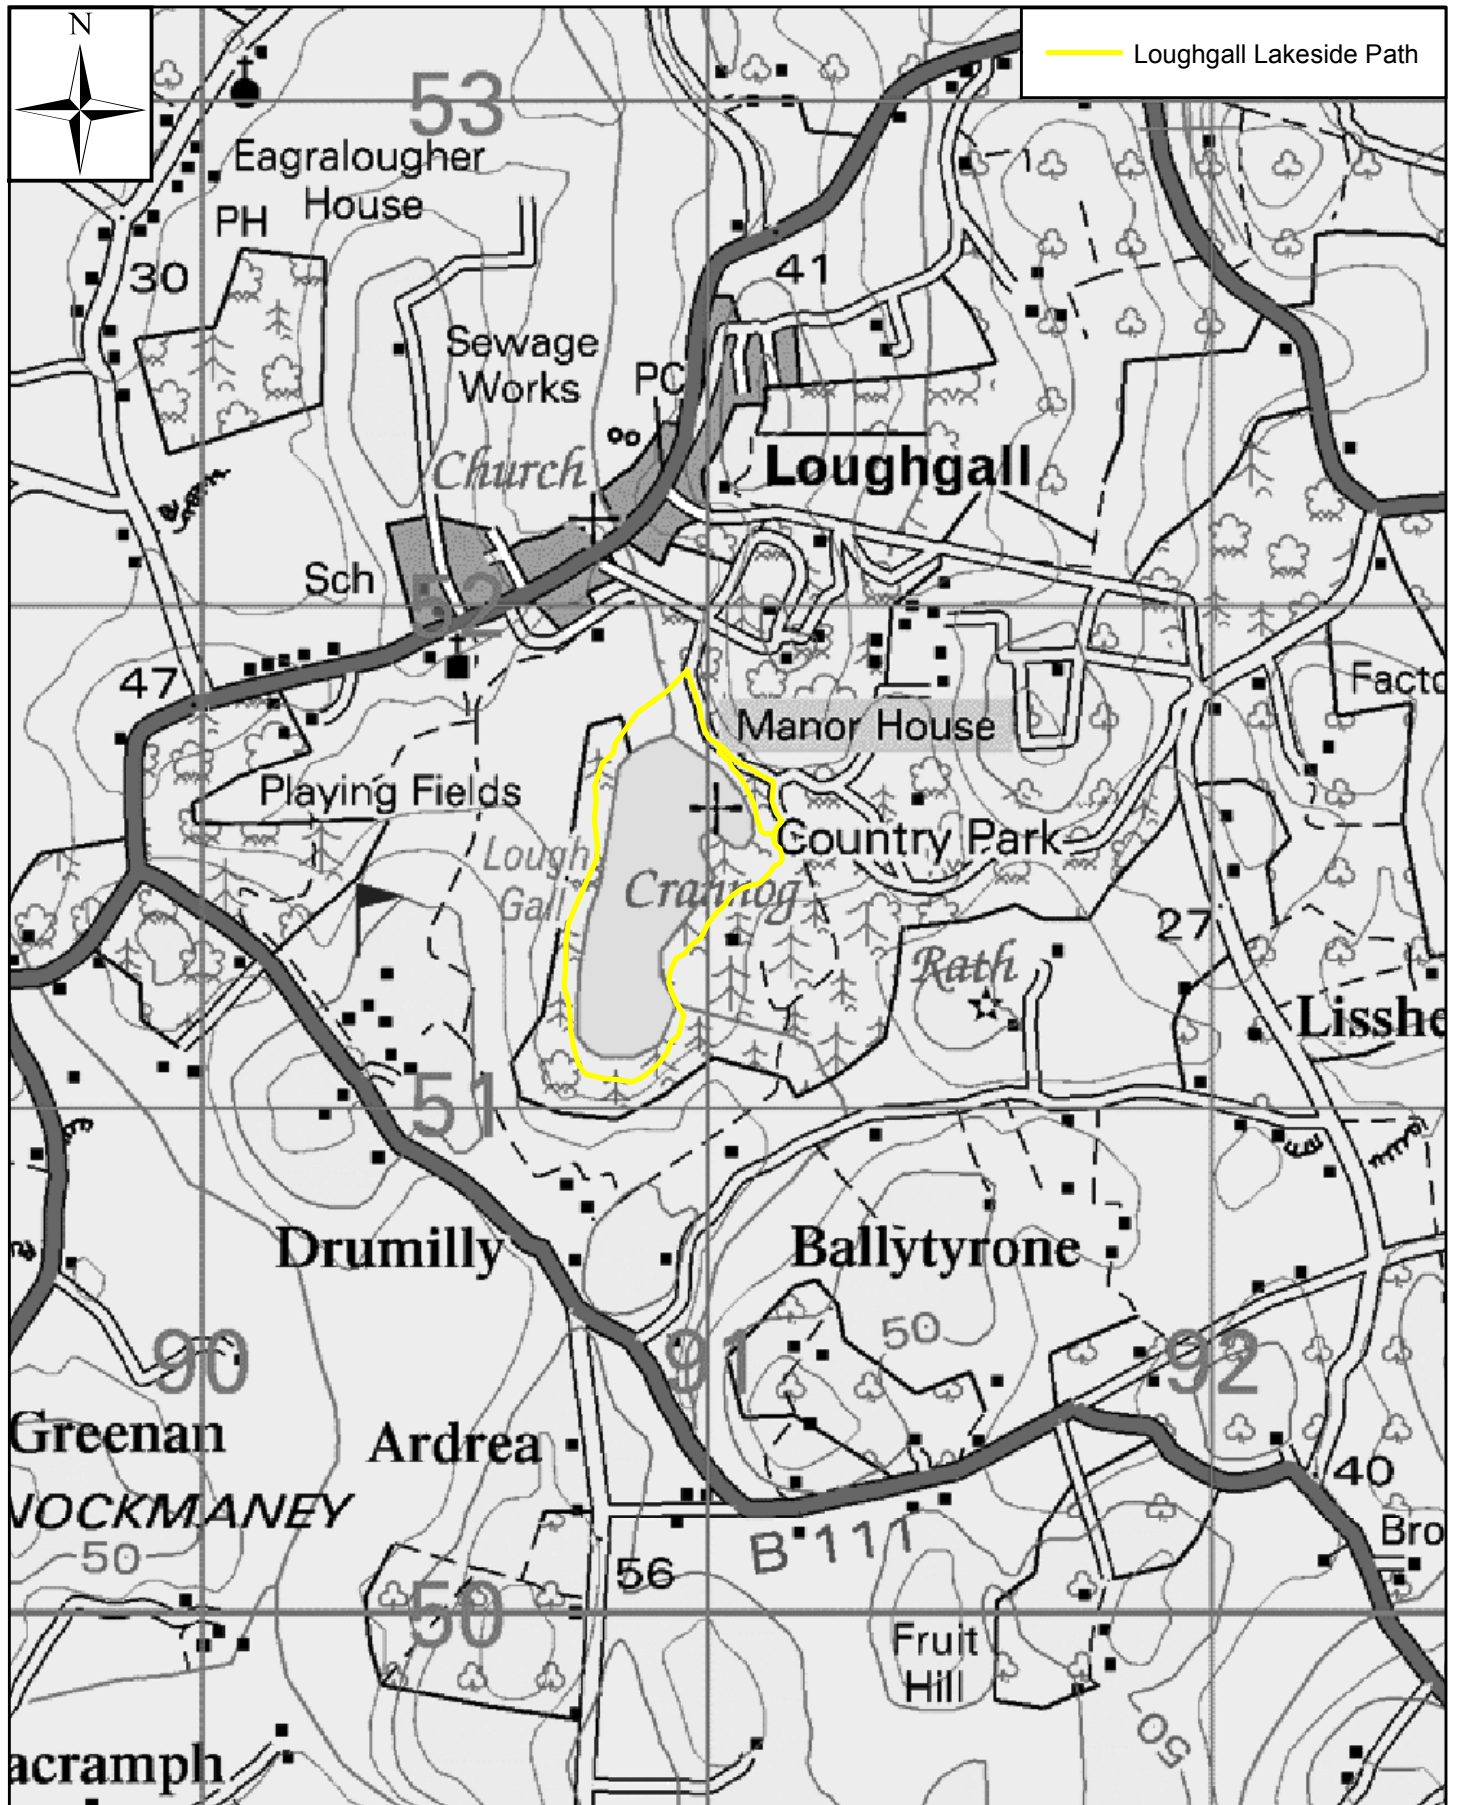 N
Loughgall Lakeside Path
53
Eagralougher
House
PH
30
41
Sewage
Works
PC
Church
Loughgall
Sch
52
47
Facto
Manor House
Playing Fields
Country Park
Lough
Gall
Crannog
27
Rath
Lisshe
51
Drumilly
Ballytyrone
50
90
91
92
Greenan
Ardrea
40
NOCKMANEY
50
B 111
Bro
56
50
Fruit
Hill
50
acramph